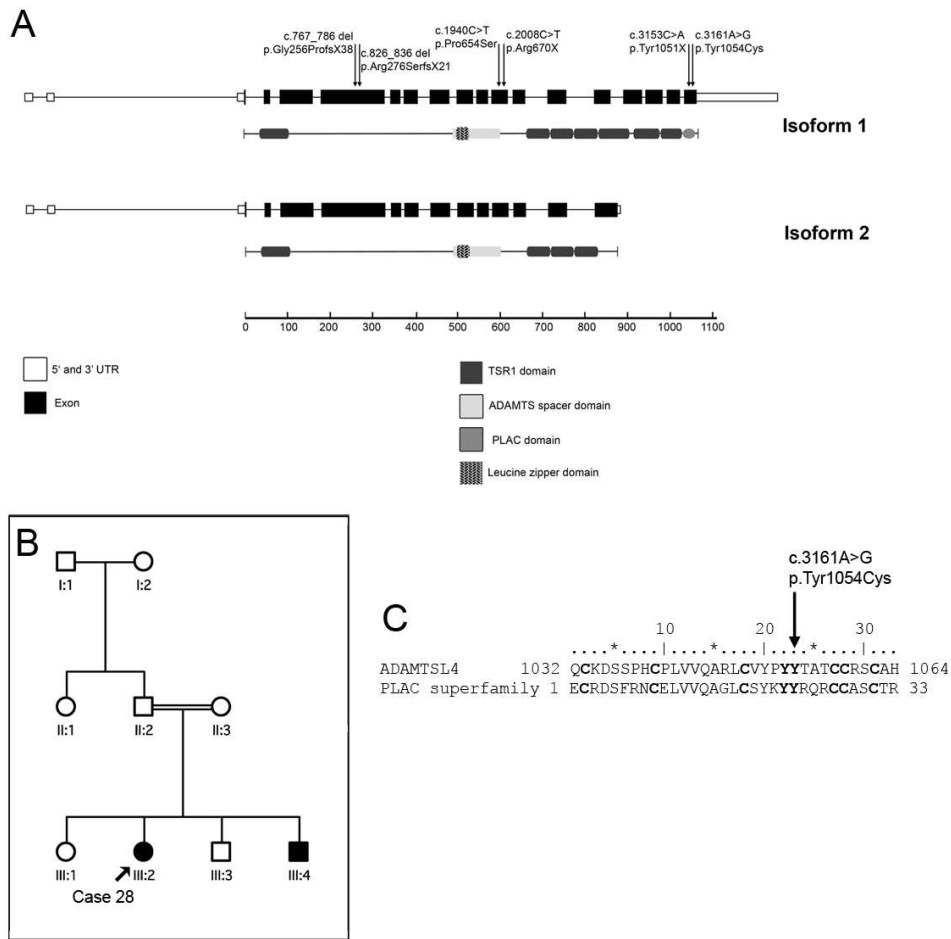 A
c.767_786 del
p.Gly256ProfsX38
c.826_836 del
p.Arg276SerfsX21
c.1940C>T
p.Pro654Ser
c.2008C>T
p.Arg670X
c.3153C>A
p.Tyr1051X
c.3161A>G
p.Tyr1054Cys
Isoform 1
Isoform 2
0 100 200 300 400 500 600 700 800 900 1000 1100
5' and 3' UTR
Exon
TSR1 domain
ADAMTS spacer domain
PLAC domain
Leucine zipper domain
B
I:1 I:2
II:1 II:2 II:3
III:1 III:2 III:3 III:4
Case 28
C
c.3161A>G
p.Tyr1054Cys
10 20 30
....*....|....*....|....*....|...
ADAMTSL4 1032 QCKDSSPHCPLVVQARLCVYPYYTATCCRSCAH 1064
PLAC superfamily 1 ECRDSFRNCELVVQAGLCSYKYYRQRCCASCTR 33